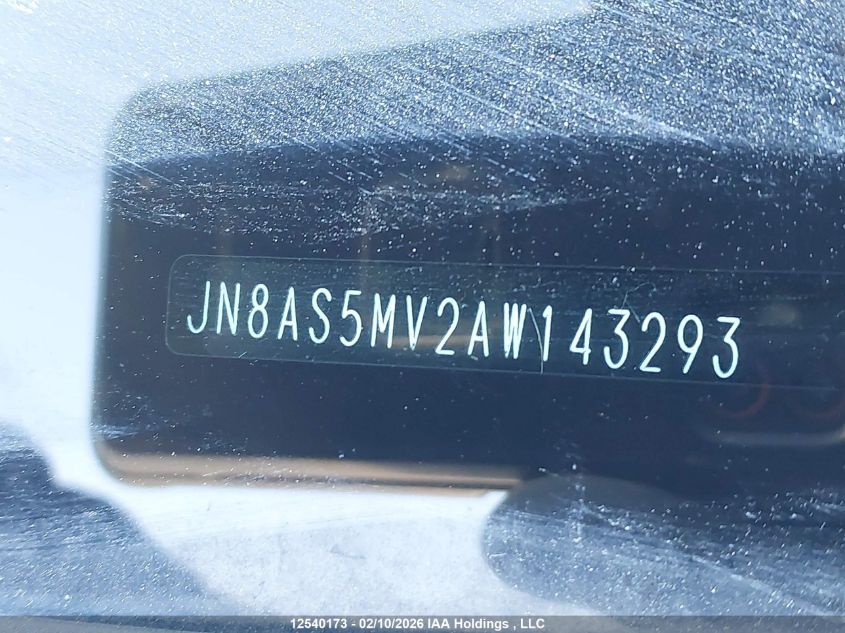 JN8AS5MV2AW143293
12540173 - 02/10/2026 IAA Holdings , LLC